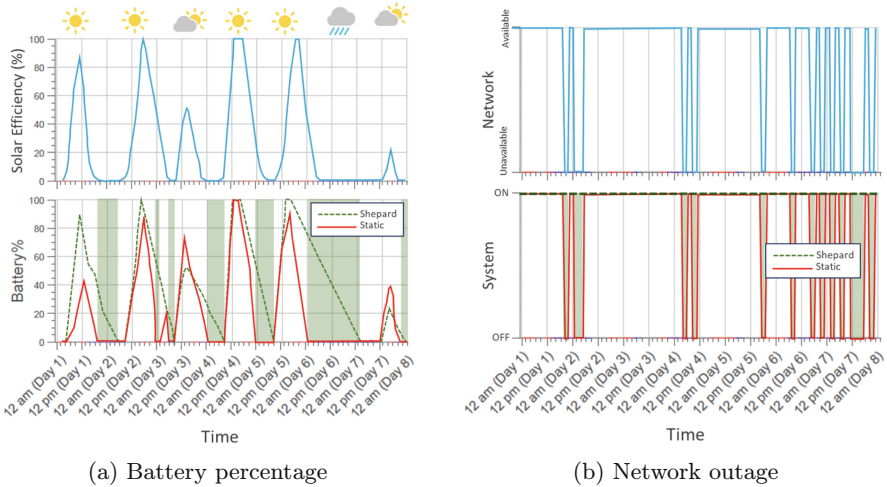 100
80
60
40
20
0
Solar Efficiency (%)
100
80
60
40
20
0
Battery%
Shepard
Static
12 am (Day 1)
12 pm (Day 1)
12 am (Day 2)
12 pm (Day 2)
12 am (Day 3)
12 pm (Day 3)
12 am (Day 4)
12 pm (Day 4)
12 am (Day 5)
12 pm (Day 5)
12 am (Day 6)
12 pm (Day 6)
12 am (Day 7)
12 pm (Day 7)
12 am (Day 8)
Time
(a) Battery percentage
Available
Unavailable
Network
ON
OFF
System
Shepard
Static
12 am (Day 1)
12 pm (Day 1)
12 am (Day 2)
12 pm (Day 2)
12 am (Day 3)
12 pm (Day 3)
12 am (Day 4)
12 pm (Day 4)
12 am (Day 5)
12 pm (Day 5)
12 am (Day 6)
12 pm (Day 6)
12 am (Day 7)
12 pm (Day 7)
12 am (Day 8)
Time
(b) Network outage